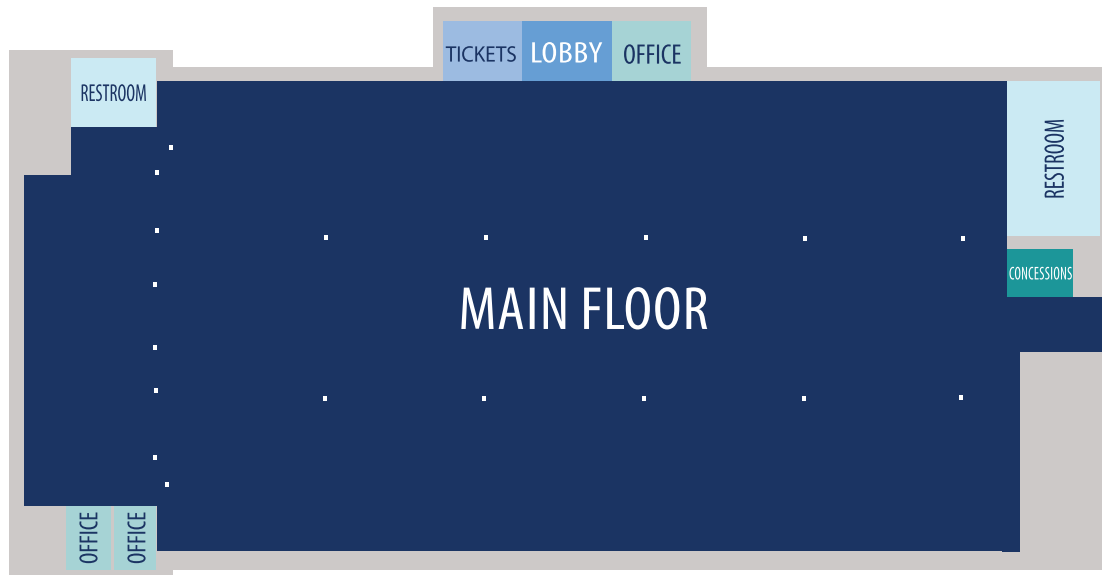 TICKETS
LOBBY
OFFICE
RESTROOM
RESTROOM
CONCESSIONS
MAIN FLOOR
OFFICE
OFFICE